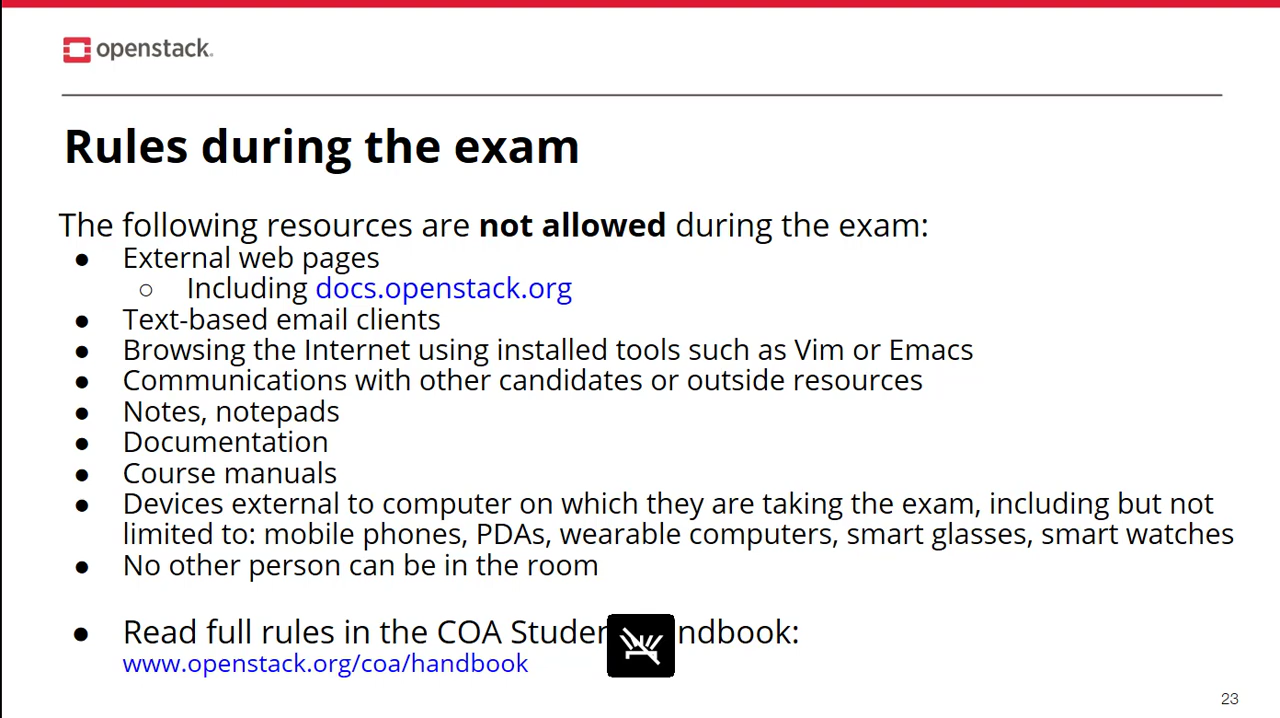 openstack.
Rules during the exam
The following resources are not allowed during the exam:
● External web pages
○ Including docs.openstack.org
● Text-based email clients
● Browsing the Internet using installed tools such as Vim or Emacs
● Communications with other candidates or outside resources
● Notes, notepads
● Documentation
● Course manuals
● Devices external to computer on which they are taking the exam, including but not
limited to: mobile phones, PDAs, wearable computers, smart glasses, smart watches
● No other person can be in the room
● Read full rules in the COA
www.openstack.org/coa/handbook
23